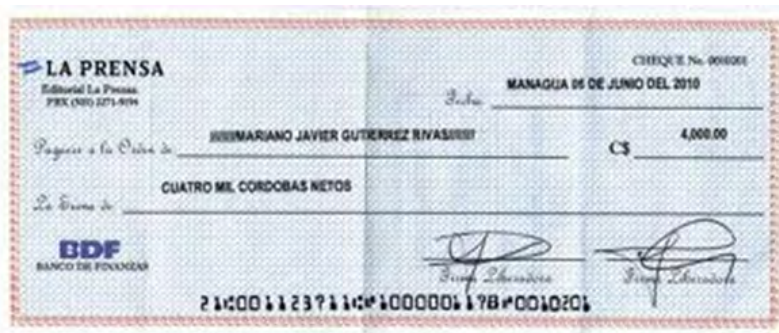 LA PRENSA
Editorial La Prensa
CHEQUE No. 0010201
Fecha MANAGUA 06 DE JUNIO DEL 2010
Páguese a la Orden de MARIANO JAVIER GUTIERREZ RIVAS
C$ 4,000.00
La Suma de CUATRO MIL CORDOBAS NETOS
BDF
BANCO DE FINANZAS
Firma Libradora
Firma Libradora